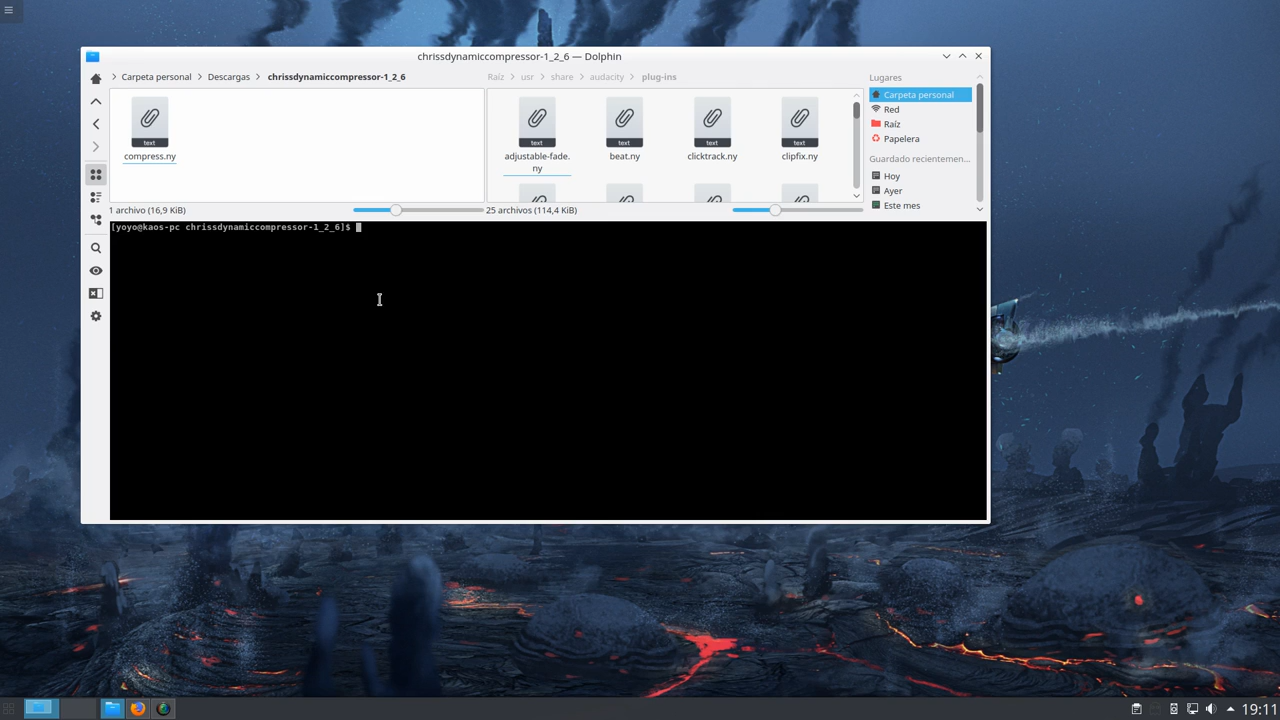 chrissdynamiccompressor-1_2_6 — Dolphin
Carpeta personal Descargas chrissdynamiccompressor-1_2_6
Raíz usr share audacity plug-ins
Lugares
Carpeta personal
Red
Raíz
Papelera
Guardado recientemen...
Hoy
Ayer
Este mes
text
compress.ny
text
adjustable-fade.
ny
text
beat.ny
text
clicktrack.ny
text
clipfix.ny
1 archivo (16,9 KiB)
25 archivos (114,4 KiB)
[yoyo@kaos-pc chrissdynamiccompressor-1_2_6]$
19:11